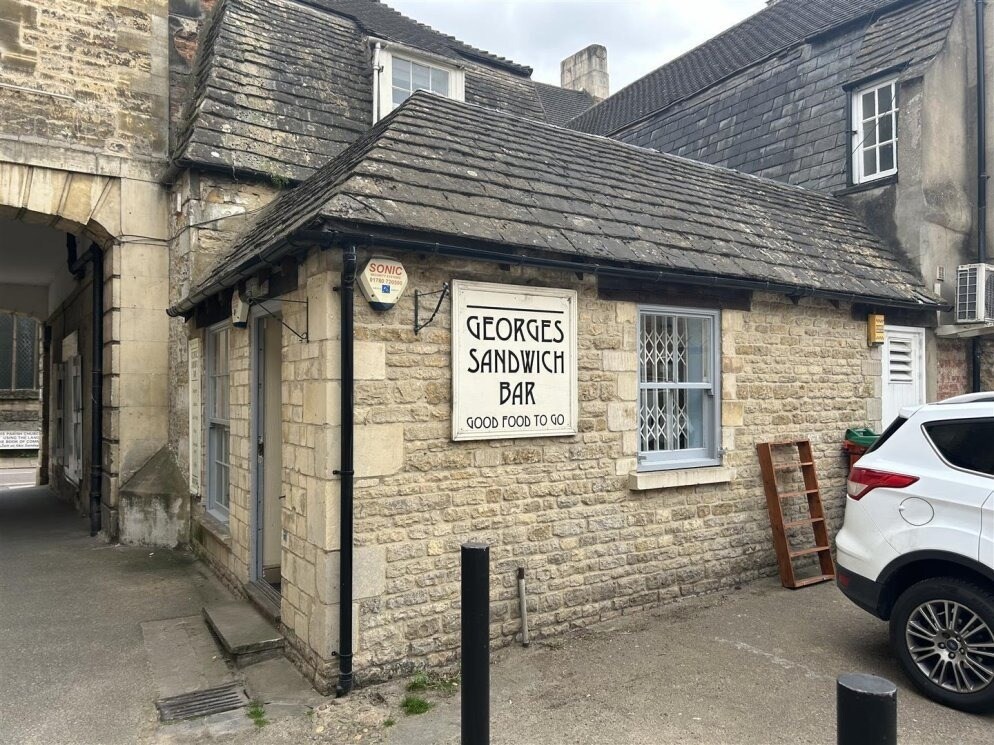 SONIC
GEORGES
SANDWICH
BAR
GOOD FOOD TO GO